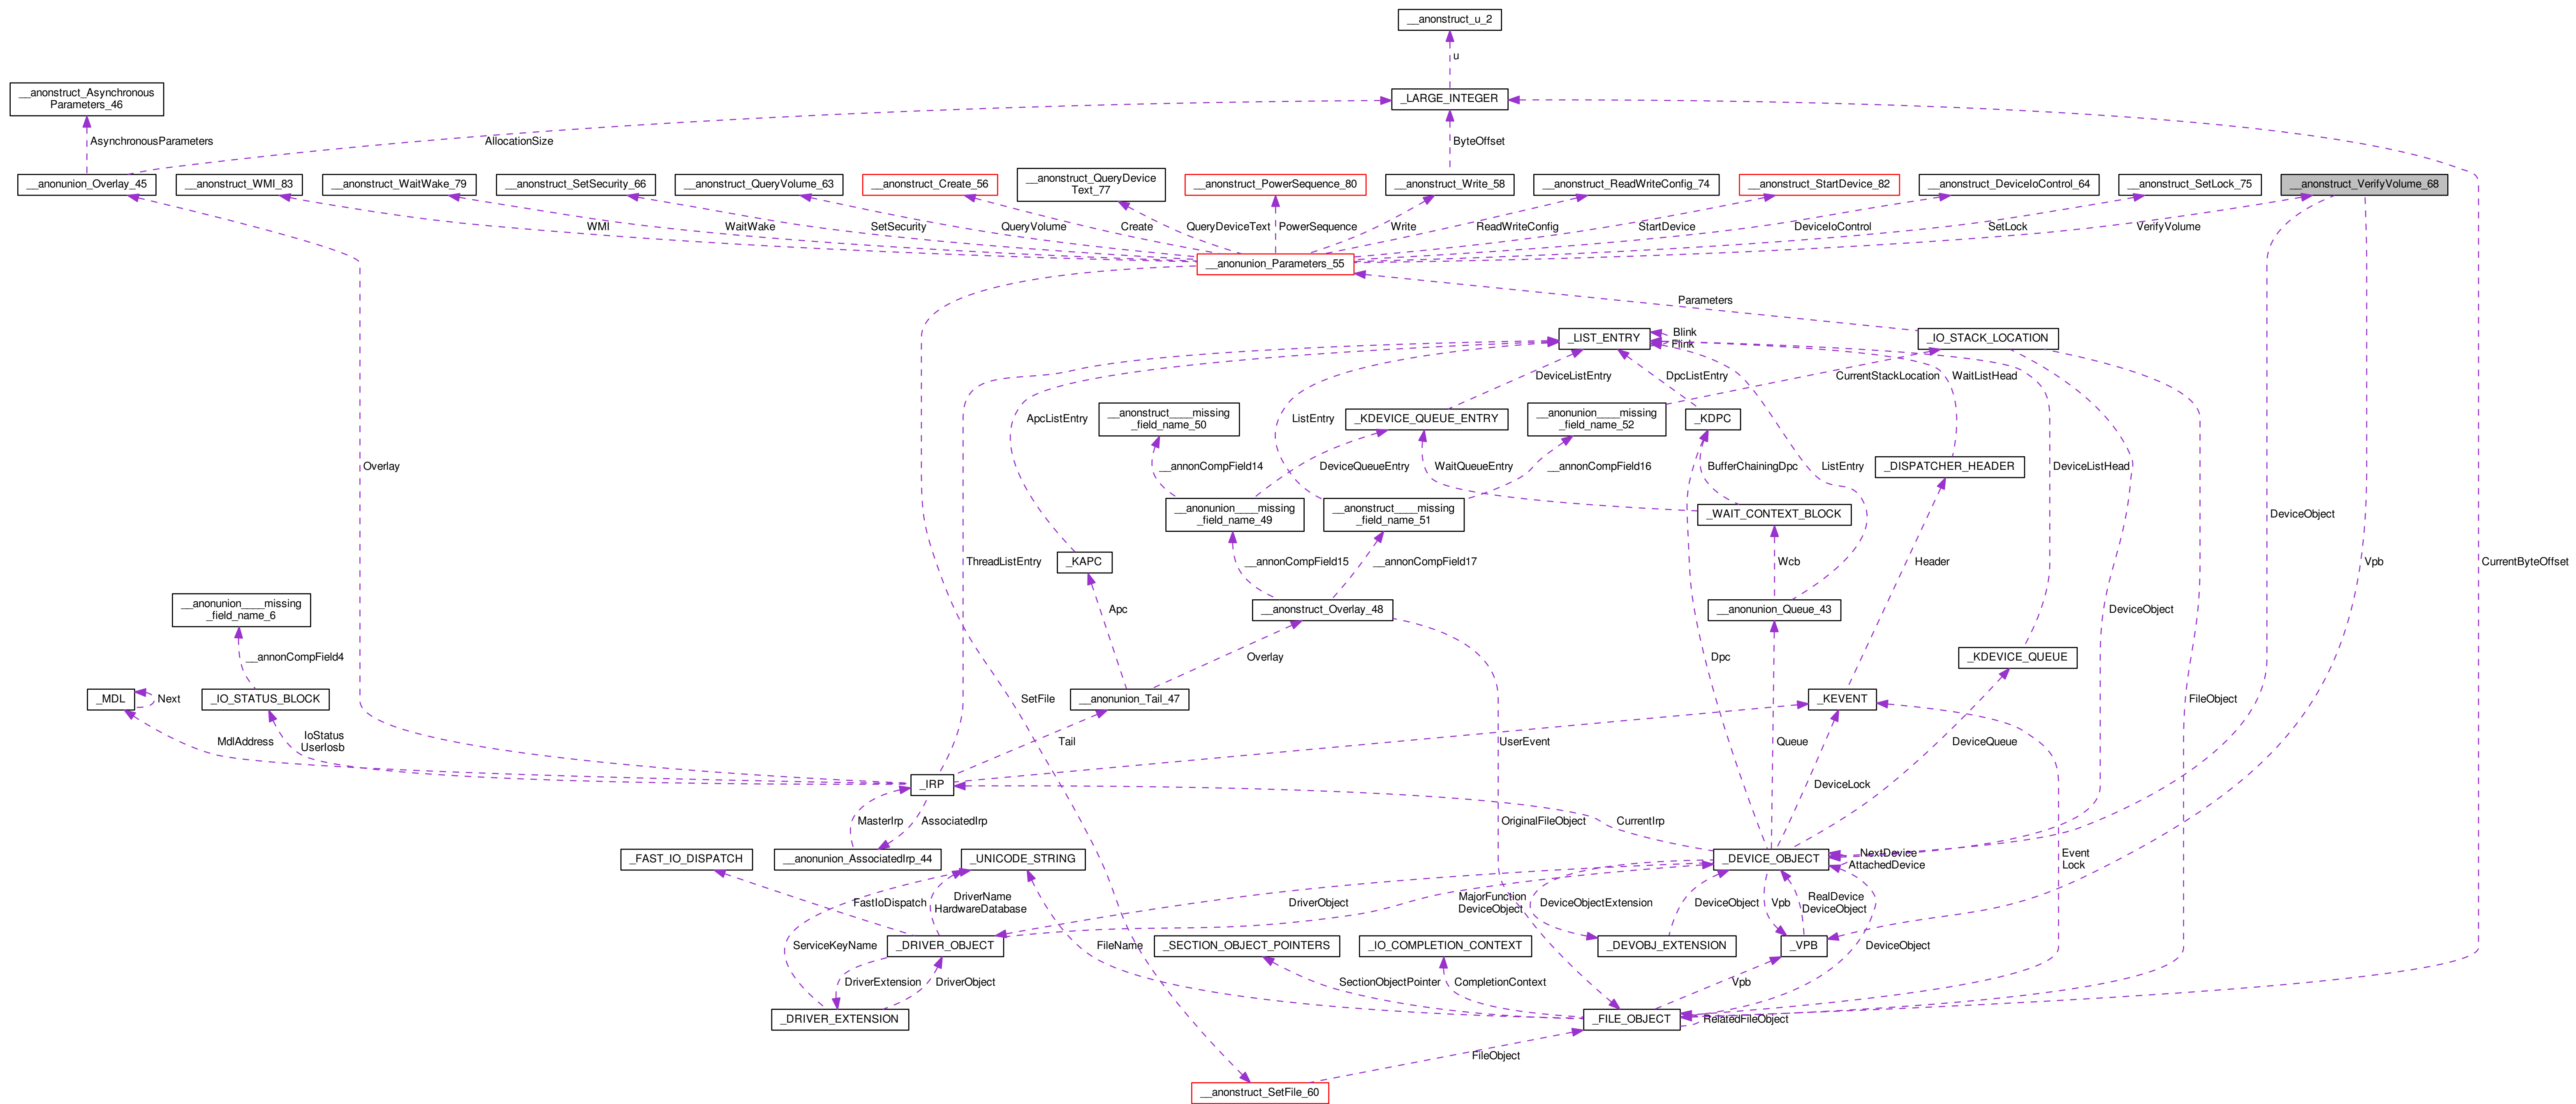 __anonstruct_u_2
u
__anonstruct_Asynchronous
Parameters_46
_LARGE_INTEGER
AsynchronousParameters
AllocationSize
ByteOffset
__anonunion_Overlay_45
__anonstruct_WMI_83
__anonstruct_WaitWake_79
__anonstruct_SetSecurity_66
__anonstruct_QueryVolume_63
__anonstruct_Create_56
__anonstruct_QueryDevice
Text_77
__anonstruct_PowerSequence_80
__anonstruct_Write_58
__anonstruct_ReadWriteConfig_74
__anonstruct_StartDevice_82
__anonstruct_DeviceIoControl_64
__anonstruct_SetLock_75
__anonstruct_VerifyVolume_68
WMI
WaitWake
SetSecurity
QueryVolume
Create
QueryDeviceText
PowerSequence
Write
ReadWriteConfig
StartDevice
DeviceIoControl
SetLock
VerifyVolume
__anonunion_Parameters_55
Parameters
_LIST_ENTRY
Blink
Flink
_IO_STACK_LOCATION
DeviceListEntry
DpcListEntry
CurrentStackLocation
WaitListHead
ApcListEntry
__anonstruct____missing
_field_name_50
ListEntry
_KDEVICE_QUEUE_ENTRY
__anonunion____missing
_field_name_52
_KDPC
Overlay
__annonCompField14
DeviceQueueEntry
WaitQueueEntry
__annonCompField16
BufferChainingDpc
ListEntry
_DISPATCHER_HEADER
DeviceListHead
__anonunion____missing
_field_name_49
__anonstruct____missing
_field_name_51
_WAIT_CONTEXT_BLOCK
DeviceObject
ThreadListEntry
_KAPC
__annonCompField15
__annonCompField17
Wcb
Header
Vpb
CurrentByteOffset
__anonunion____missing
_field_name_6
Apc
__anonstruct_Overlay_48
__anonunion_Queue_43
DeviceObject
__annonCompField4
Overlay
Dpc
_KDEVICE_QUEUE
_MDL
Next
_IO_STATUS_BLOCK
SetFile
__anonunion_Tail_47
_KEVENT
FileObject
MdlAddress
IoStatus
UserIosb
Tail
UserEvent
Queue
DeviceQueue
_IRP
DeviceLock
MasterIrp
AssociatedIrp
OriginalFileObject
CurrentIrp
_FAST_IO_DISPATCH
__anonunion_AssociatedIrp_44
_UNICODE_STRING
_DEVICE_OBJECT
NextDevice
AttachedDevice
Event
Lock
FastIoDispatch
DriverName
HardwareDatabase
DriverObject
MajorFunction
DeviceObject
DeviceObjectExtension
DeviceObject
Vpb
RealDevice
DeviceObject
ServiceKeyName
_DRIVER_OBJECT
FileName
_SECTION_OBJECT_POINTERS
_IO_COMPLETION_CONTEXT
_DEVOBJ_EXTENSION
_VPB
DeviceObject
DriverExtension
DriverObject
SectionObjectPointer
CompletionContext
Vpb
_DRIVER_EXTENSION
_FILE_OBJECT
RelatedFileObject
FileObject
__anonstruct_SetFile_60